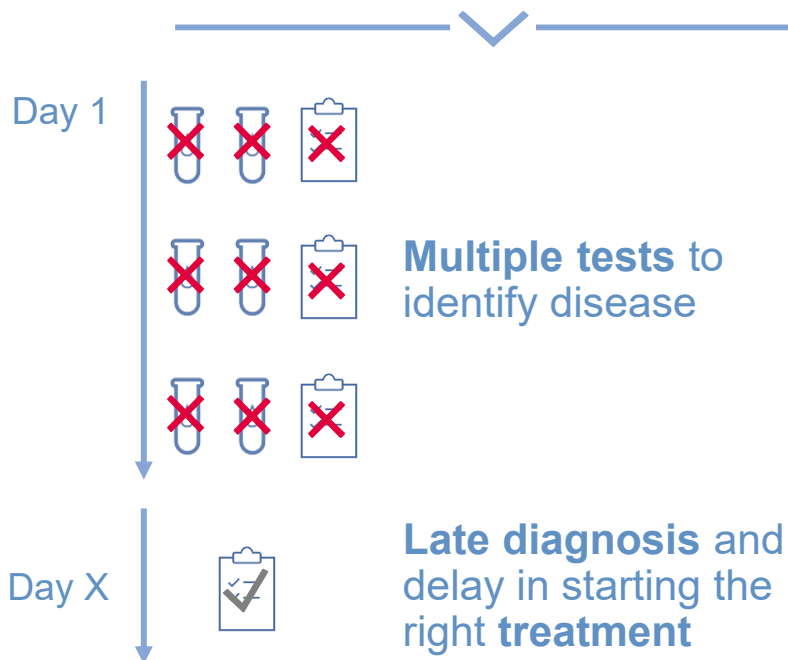 Day 1
Multiple tests to
identify disease
Day X
Late diagnosis and
delay in starting the
right treatment